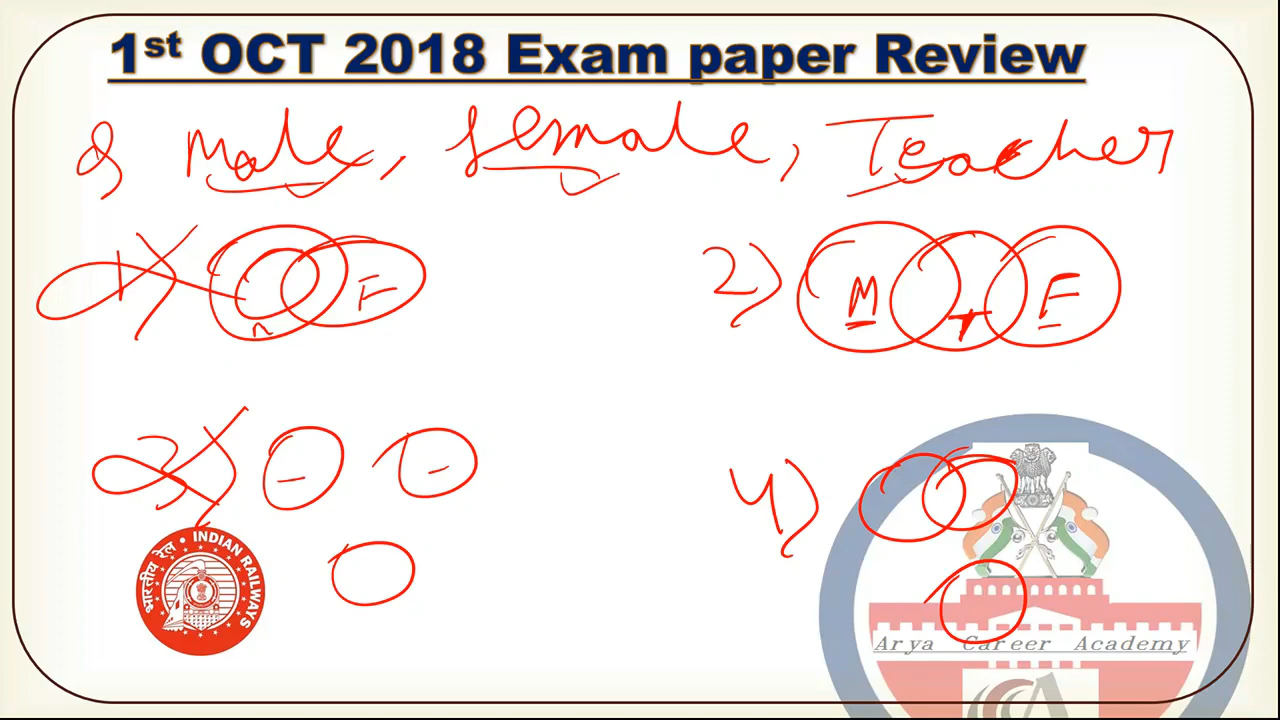 1st OCT 2018 Exam paper Review
Q Male, female, Teacher
1) n F
2) M T F
3)
4)
भारतीय रेल • INDIAN RAILWAYS
Arya Career Academy